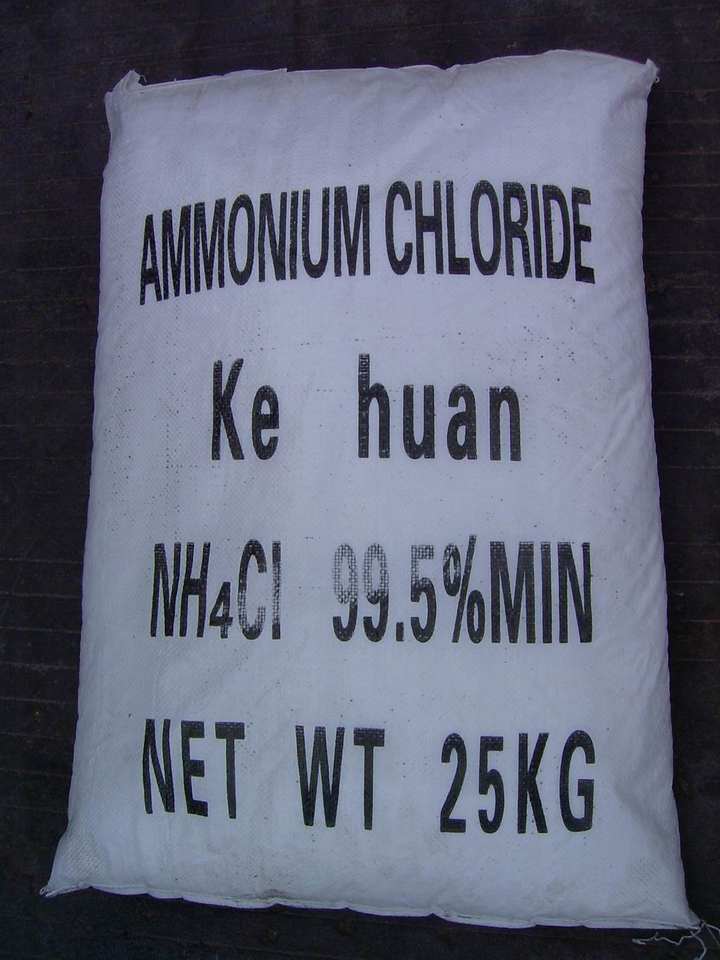 AMMONIUM CHLORIDE
Ke huan
NH4Cl 99.5%MIN
NET WT 25KG